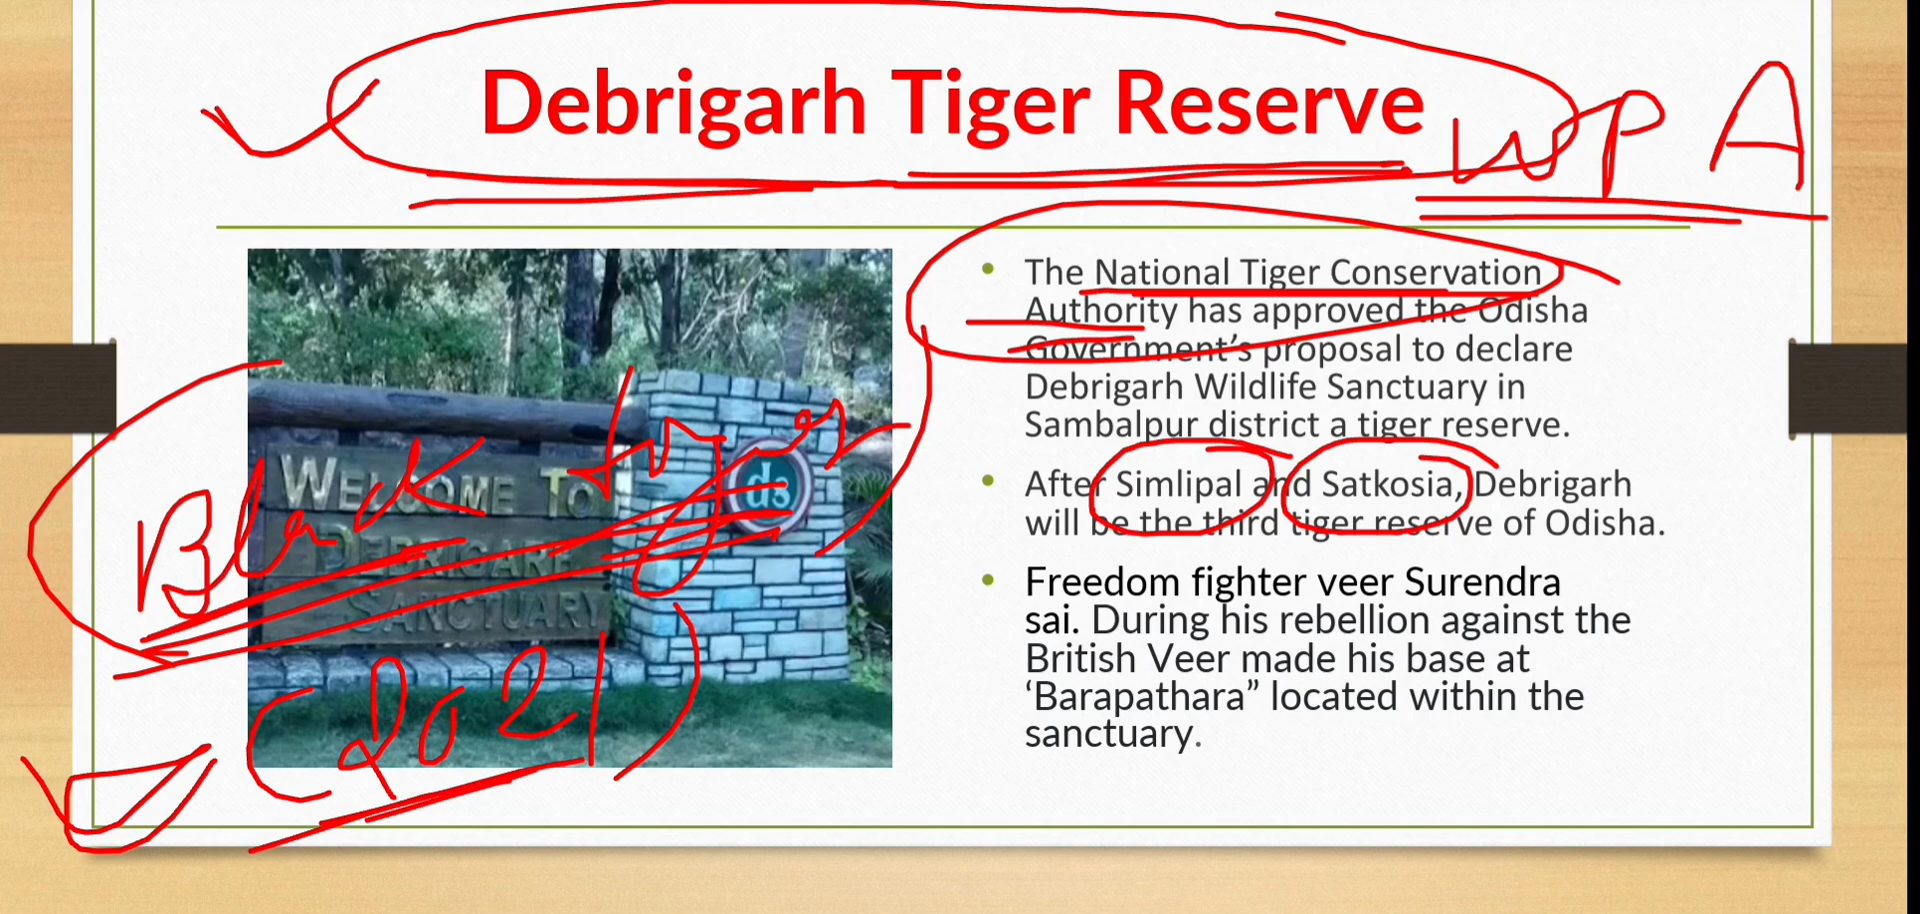 Debrigarh Tiger Reserve
WPA
The National Tiger Conservation
Authority has approved the Odisha
Government’s proposal to declare
Debrigarh Wildlife Sanctuary in
Sambalpur district a tiger reserve.
After Simlipal and Satkosia, Debrigarh
will be the third tiger reserve of Odisha.
Freedom fighter veer Surendra
sai. During his rebellion against the
British Veer made his base at
‘Barapathara” located within the
sanctuary.
WELCOME TO
DEBRIGARH
SANCTUARY
ds
Black tiger
(2021)